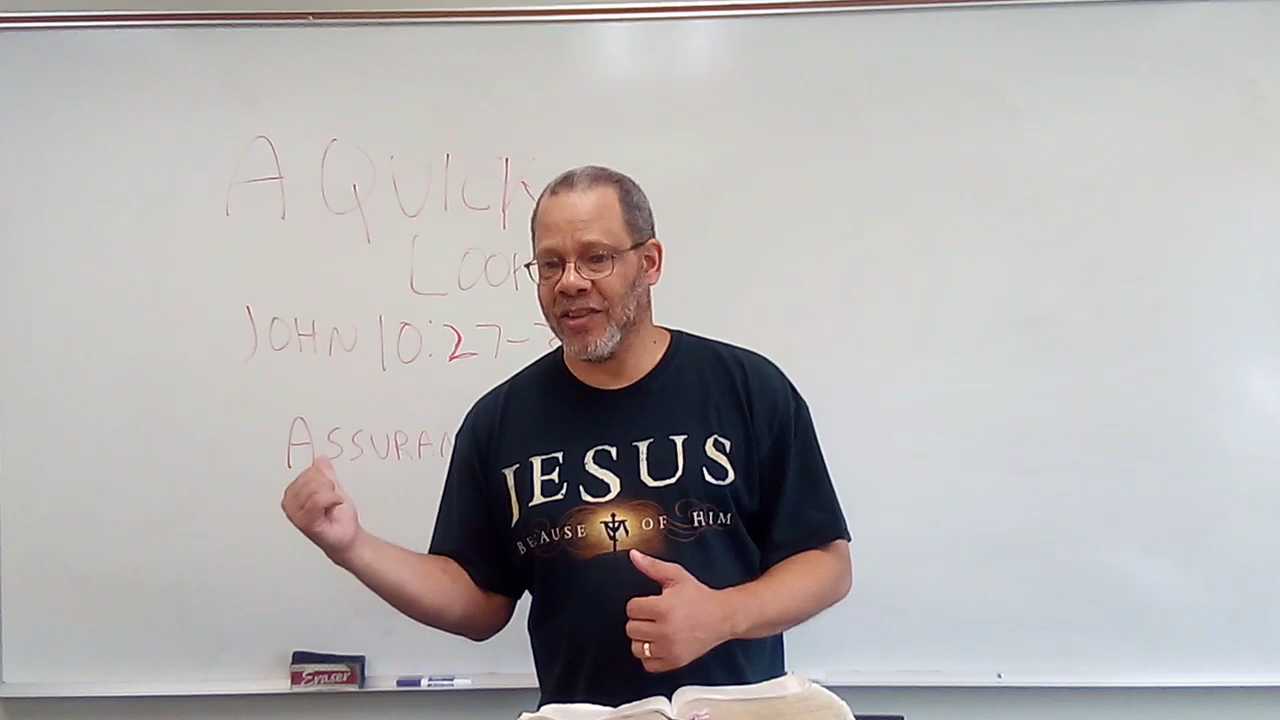 A QUICK
LOOK
JOHN 10:27-
ASSURAN
JESUS
BECAUSE OF HIM
Eraser